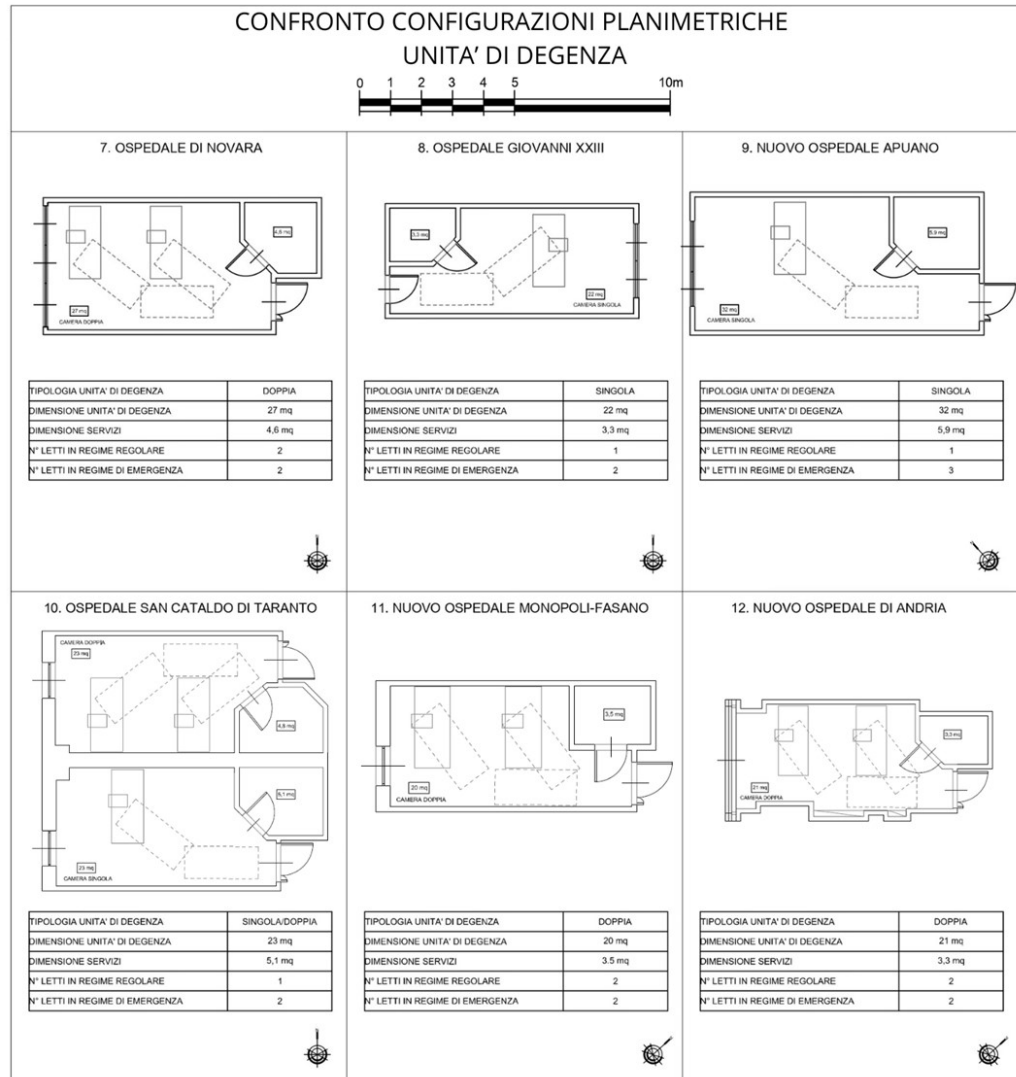 CONFRONTO CONFIGURAZIONI PLANIMETRICHE
UNITA' DI DEGENZA
0 1 2 3 4 5 10m
7. OSPEDALE DI NOVARA
4,6 mq
27 mq
CAMERA DOPPIA
TIPOLOGIA UNITA' DI DEGENZA DOPPIA
DIMENSIONE UNITA' DI DEGENZA 27 mq
DIMENSIONE SERVIZI 4,6 mq
N° LETTI IN REGIME REGOLARE 2
N° LETTI IN REGIME DI EMERGENZA 2
8. OSPEDALE GIOVANNI XXIII
3,3 mq
22 mq
CAMERA SINGOLA
TIPOLOGIA UNITA' DI DEGENZA SINGOLA
DIMENSIONE UNITA' DI DEGENZA 22 mq
DIMENSIONE SERVIZI 3,3 mq
N° LETTI IN REGIME REGOLARE 1
N° LETTI IN REGIME DI EMERGENZA 2
9. NUOVO OSPEDALE APUANO
5,9 mq
32 mq
CAMERA SINGOLA
TIPOLOGIA UNITA' DI DEGENZA SINGOLA
DIMENSIONE UNITA' DI DEGENZA 32 mq
DIMENSIONE SERVIZI 5,9 mq
N° LETTI IN REGIME REGOLARE 1
N° LETTI IN REGIME DI EMERGENZA 3
10. OSPEDALE SAN CATALDO DI TARANTO
CAMERA DOPPIA
23 mq
5,1 mq
23 mq
CAMERA SINGOLA
TIPOLOGIA UNITA' DI DEGENZA SINGOLA/DOPPIA
DIMENSIONE UNITA' DI DEGENZA 23 mq
DIMENSIONE SERVIZI 5,1 mq
N° LETTI IN REGIME REGOLARE 1
N° LETTI IN REGIME DI EMERGENZA 2
11. NUOVO OSPEDALE MONOPOLI-FASANO
3,5 mq
20 mq
CAMERA DOPPIA
TIPOLOGIA UNITA' DI DEGENZA DOPPIA
DIMENSIONE UNITA' DI DEGENZA 20 mq
DIMENSIONE SERVIZI 3.5 mq
N° LETTI IN REGIME REGOLARE 2
N° LETTI IN REGIME DI EMERGENZA 2
12. NUOVO OSPEDALE DI ANDRIA
3,3 mq
21 mq
CAMERA DOPPIA
TIPOLOGIA UNITA' DI DEGENZA DOPPIA
DIMENSIONE UNITA' DI DEGENZA 21 mq
DIMENSIONE SERVIZI 3,3 mq
N° LETTI IN REGIME REGOLARE 2
N° LETTI IN REGIME DI EMERGENZA 2